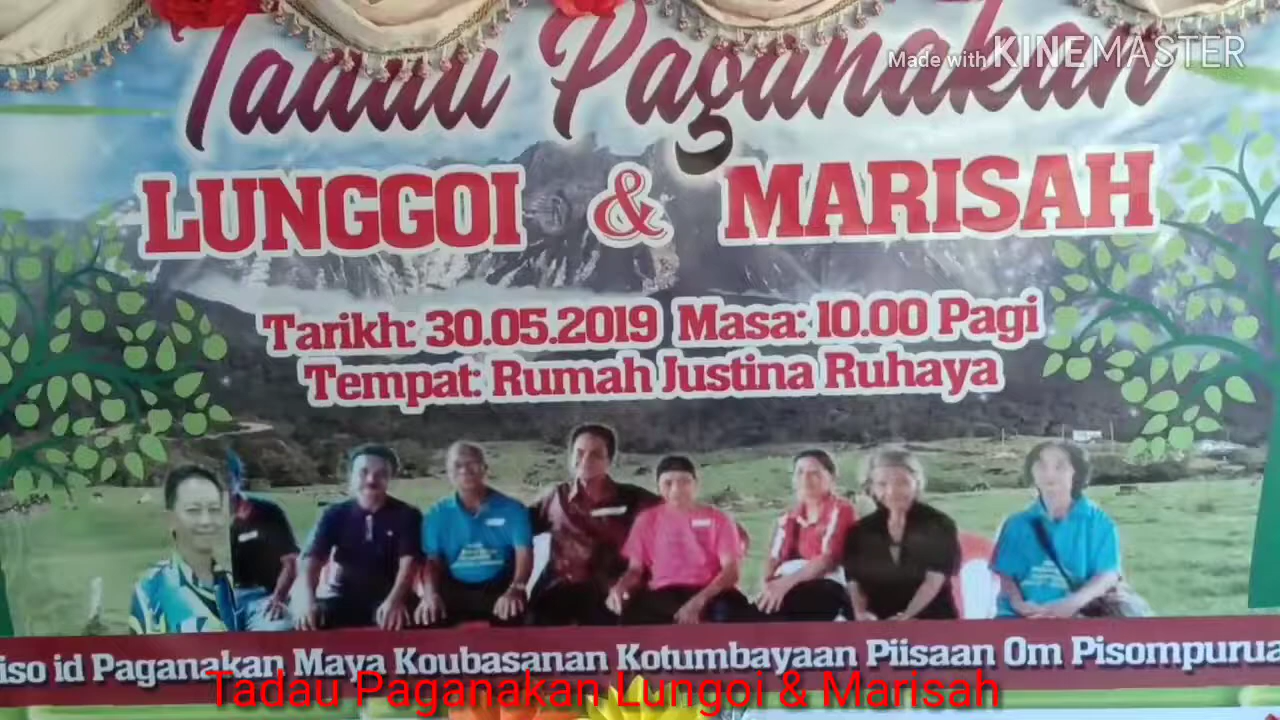 Made with KINEMASTER
Tadau Paganakan
LUNGGOI & MARISAH
Tarikh: 30.05.2019 Masa: 10.00 Pagi
Tempat: Rumah Justina Ruhaya
iso id Paganakan Maya Koubasanan Kotumbayaan Piisaan Om Pisompurua
Tadau Paganakan Lungoi & Marisah